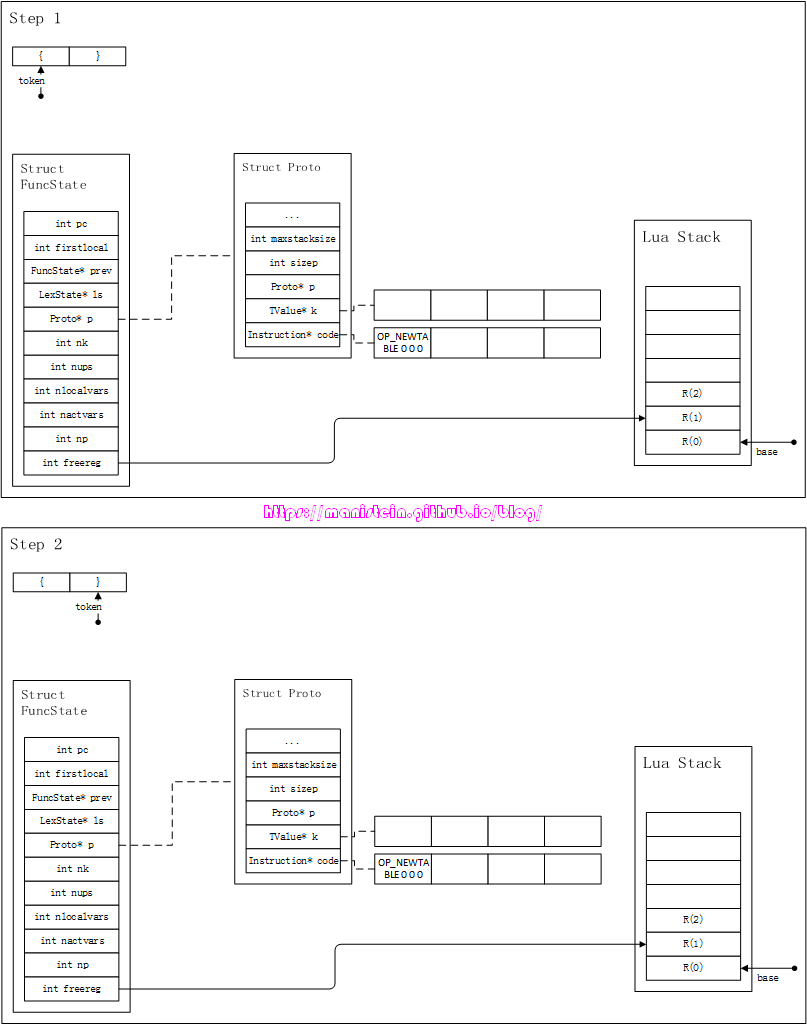 Step 1
{ }
token
Struct
FuncState
int pc
int firstlocal
FuncState* prev
LexState* ls
Proto* p
int nk
int nups
int nlocalvars
int nactvars
int np
int freereg
Struct Proto
...
int maxstacksize
int sizep
Proto* p
TValue* k
Instruction* code
OP_NEWTA
BLE 0 0 0
Lua Stack
R(2)
R(1)
R(0)
base
https://manistein.github.io/blog/
Step 2
{ }
token
Struct
FuncState
int pc
int firstlocal
FuncState* prev
LexState* ls
Proto* p
int nk
int nups
int nlocalvars
int nactvars
int np
int freereg
Struct Proto
...
int maxstacksize
int sizep
Proto* p
TValue* k
Instruction* code
OP_NEWTA
BLE 0 0 0
Lua Stack
R(2)
R(1)
R(0)
base